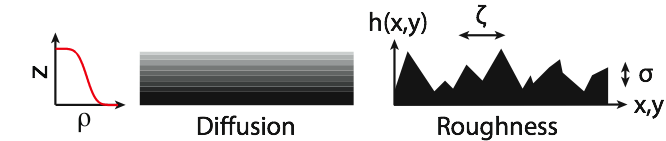 z
ρ
Diffusion
h(x,y)
ζ
σ
x,y
Roughness